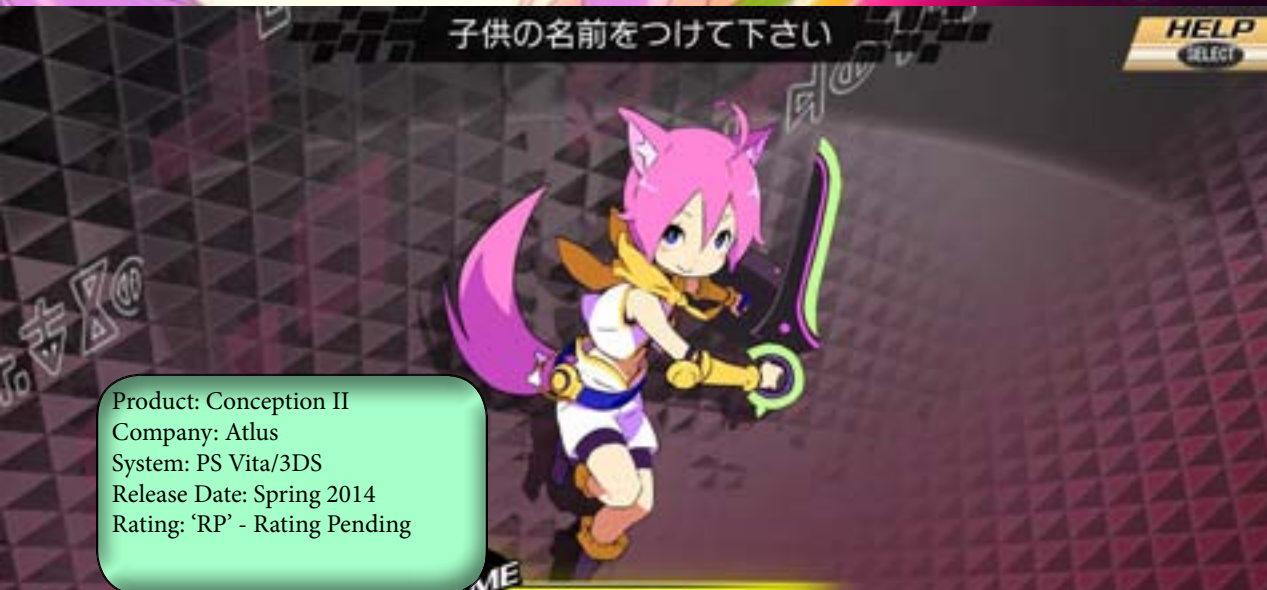 子供の名前をつけて下さい
HELP
SELECT
Product: Conception II
Company: Atlus
System: PS Vita/3DS
Release Date: Spring 2014
Rating: ‘RP’ - Rating Pending